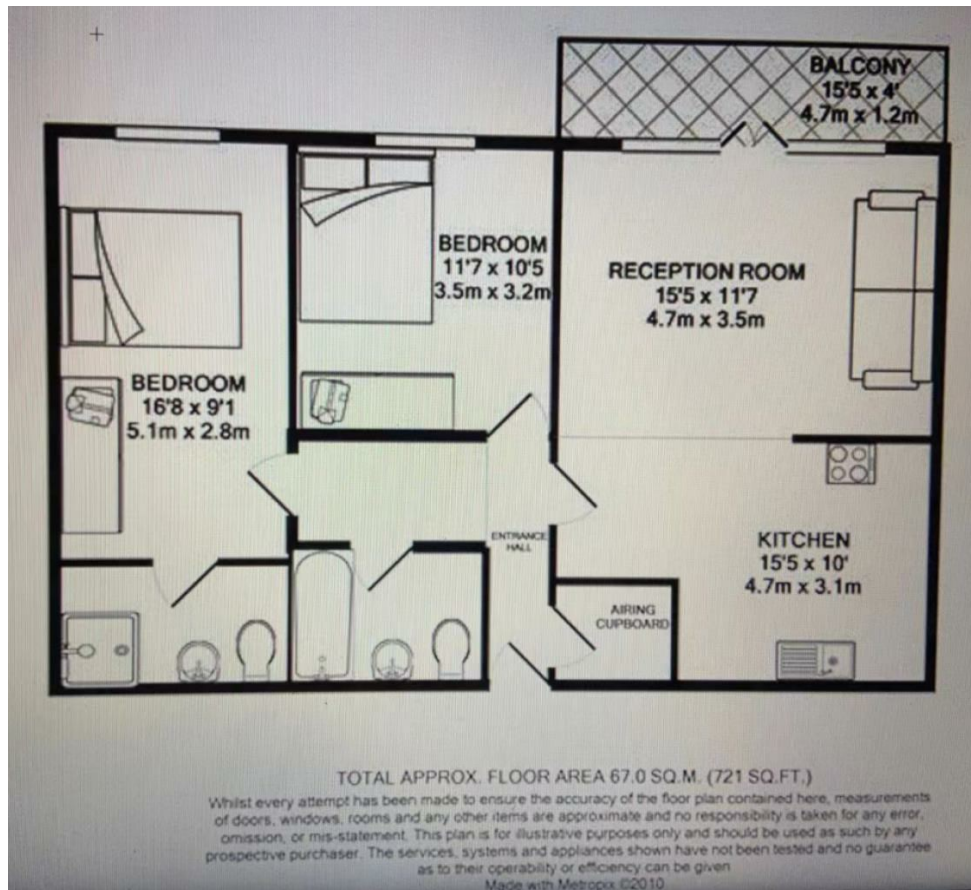 BALCONY
15'5 x 4'
4.7m x 1.2m
BEDROOM
11'7 x 10'5
3.5m x 3.2m
RECEPTION ROOM
15'5 x 11'7
4.7m x 3.5m
BEDROOM
16'8 x 9'1
5.1m x 2.8m
ENTRANCE
HALL
KITCHEN
15'5 x 10'
4.7m x 3.1m
AIRING
CUPBOARD
TOTAL APPROX. FLOOR AREA 67.0 SQ.M. (721 SQ.FT.)
Whilst every attempt has been made to ensure the accuracy of the floor plan contained here, measurements
of doors, windows, rooms and any other items are approximate and no responsibility is taken for any error,
omission, or mis-statement. This plan is for illustrative purposes only and should be used as such by any
prospective purchaser. The services, systems and appliances shown have not been tested and no guarantee
as to their operability or efficiency can be given
Made with Metropix ©2010